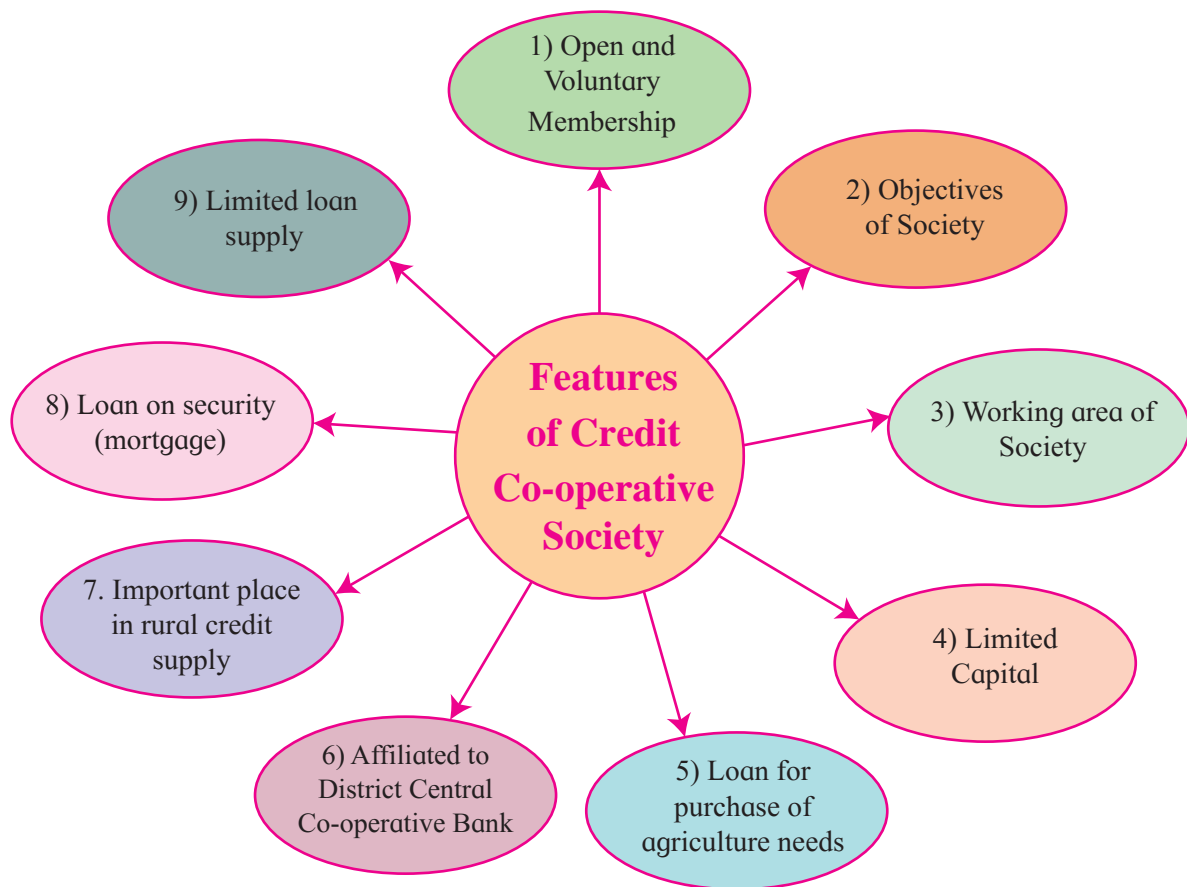 1) Open and
Voluntary
Membership
2) Objectives
of Society
3) Working area of
Society
4) Limited
Capital
5) Loan for
purchase of
agriculture needs
6) Affiliated to
District Central
Co-operative Bank
7. Important place
in rural credit
supply
8) Loan on security
(mortgage)
9) Limited loan
supply
Features
of Credit
Co-operative
Society